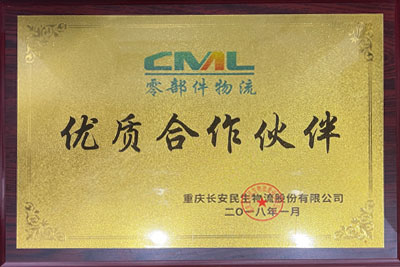 CMAL
零部件物流
优质合作伙伴
重庆长安民生物流股份有限公司
二〇一八年一月